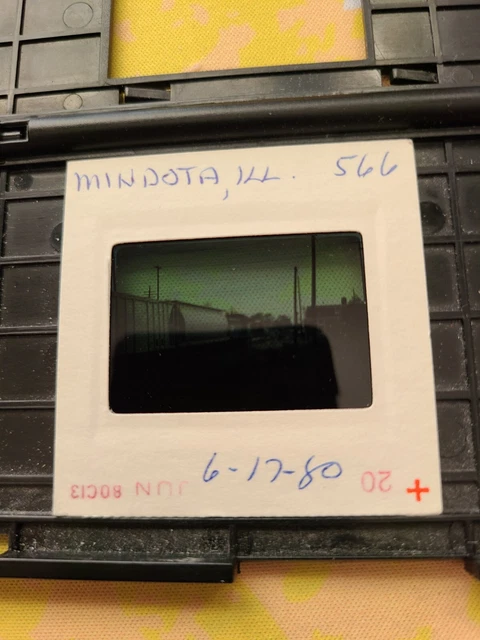 MINDOTA, ILL. 566
6-17-80
JUN 80C13
20
+